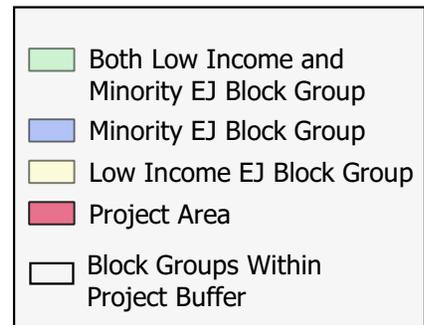 Both Low Income and
Minority EJ Block Group
Minority EJ Block Group
Low Income EJ Block Group
Project Area
Block Groups Within
Project Buffer